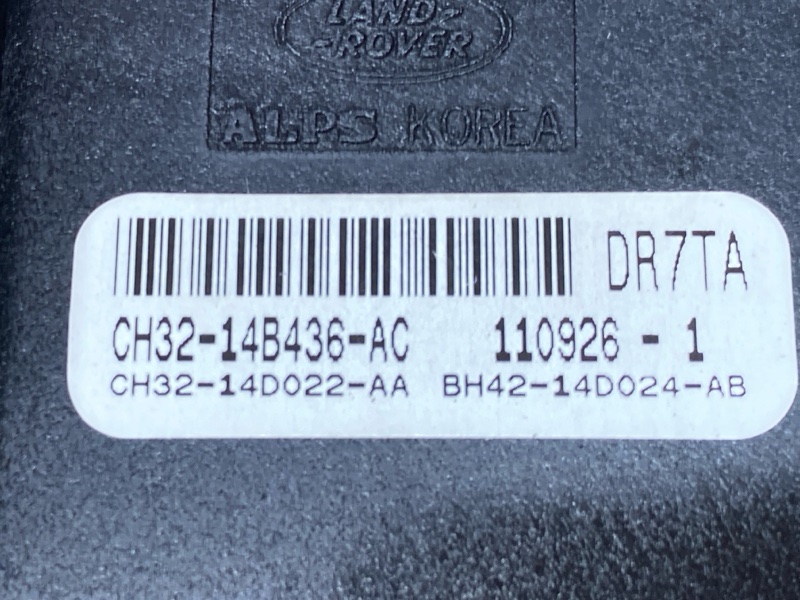 LAND-
-ROVER
ALPS KOREA
DR7TA
CH32-14B436-AC 110926 - 1
CH32-14D022-AA BH42-14D024-AB